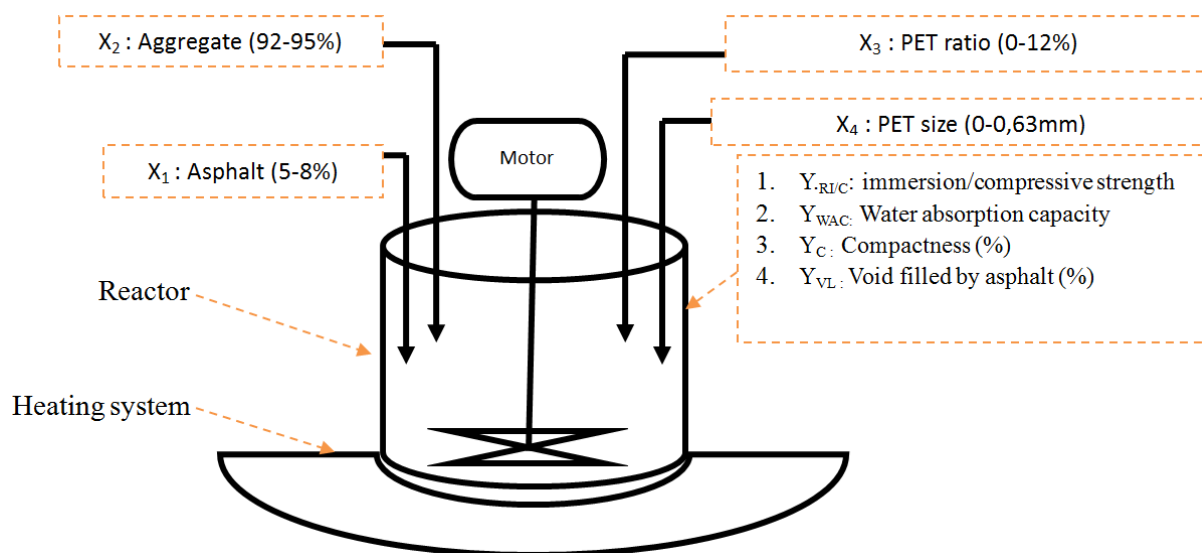 X₂ : Aggregate (92-95%)
X₃ : PET ratio (0-12%)
X₄ : PET size (0-0,63mm)
Motor
X₁ : Asphalt (5-8%)
1. Y.RI/C: immersion/compressive strength
2. YWAC: Water absorption capacity
3. YC : Compactness (%)
4. YVL : Void filled by asphalt (%)
Reactor
Heating system